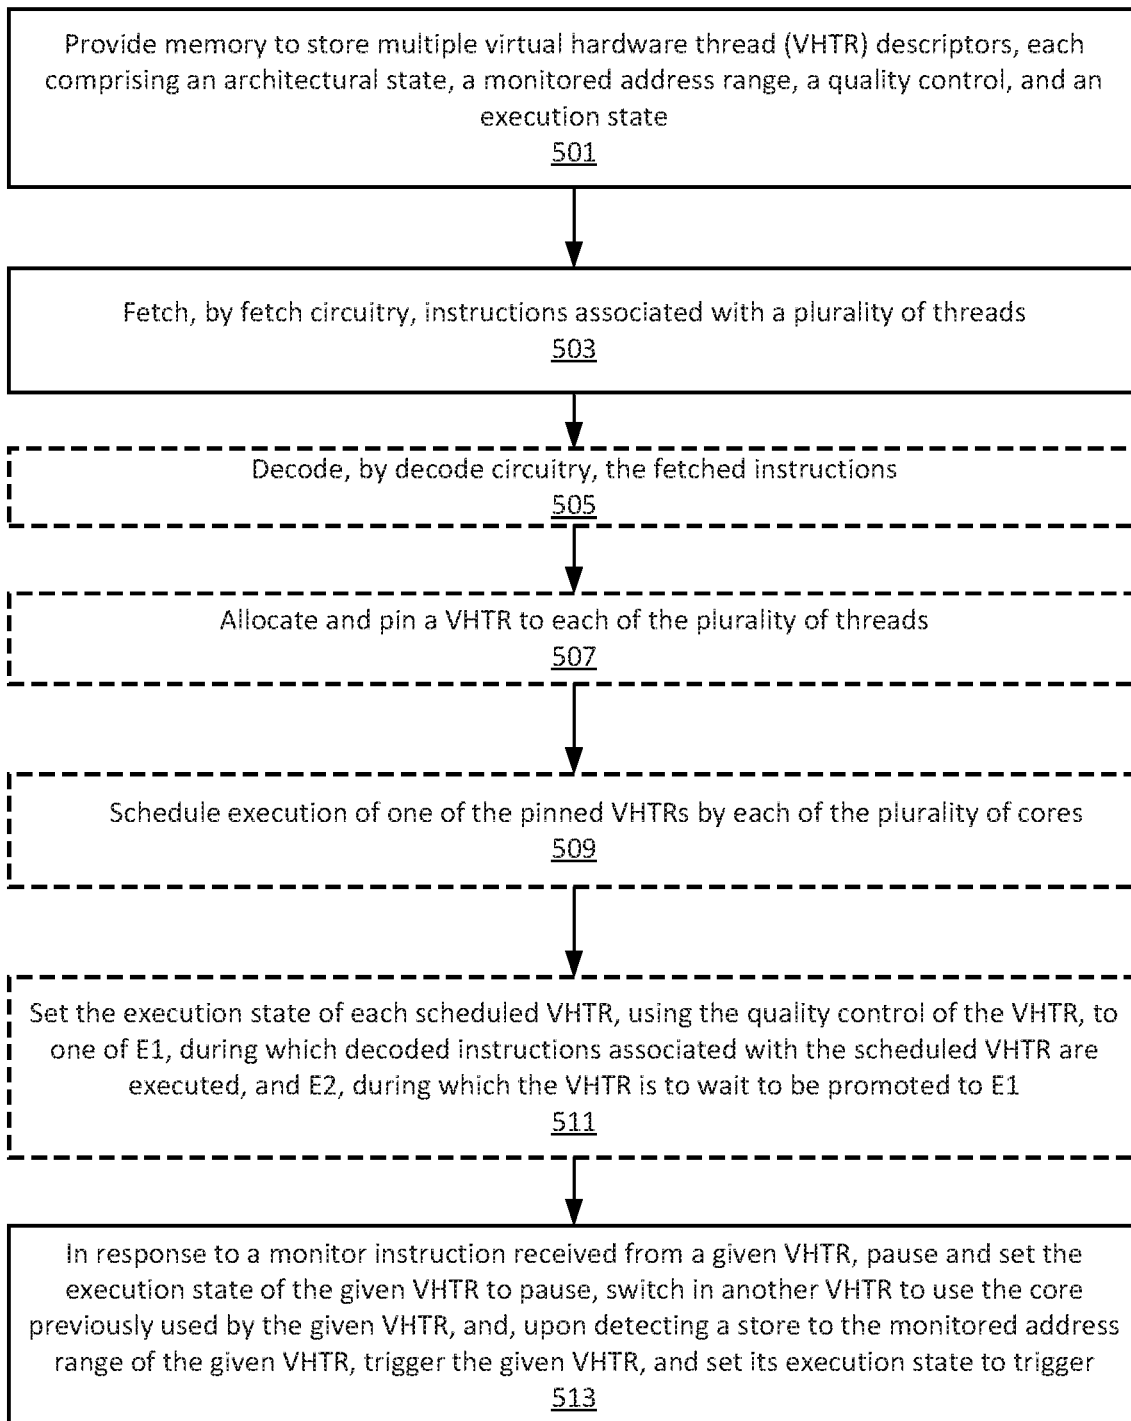 Provide memory to store multiple virtual hardware thread (VHTR) descriptors, each
comprising an architectural state, a monitored address range, a quality control, and an
execution state
501
Fetch, by fetch circuitry, instructions associated with a plurality of threads
503
Decode, by decode circuitry, the fetched instructions
505
Allocate and pin a VHTR to each of the plurality of threads
507
Schedule execution of one of the pinned VHTRs by each of the plurality of cores
509
Set the execution state of each scheduled VHTR, using the quality control of the VHTR, to
one of E1, during which decoded instructions associated with the scheduled VHTR are
executed, and E2, during which the VHTR is to wait to be promoted to E1
511
In response to a monitor instruction received from a given VHTR, pause and set the
execution state of the given VHTR to pause, switch in another VHTR to use the core
previously used by the given VHTR, and, upon detecting a store to the monitored address
range of the given VHTR, trigger the given VHTR, and set its execution state to trigger
513